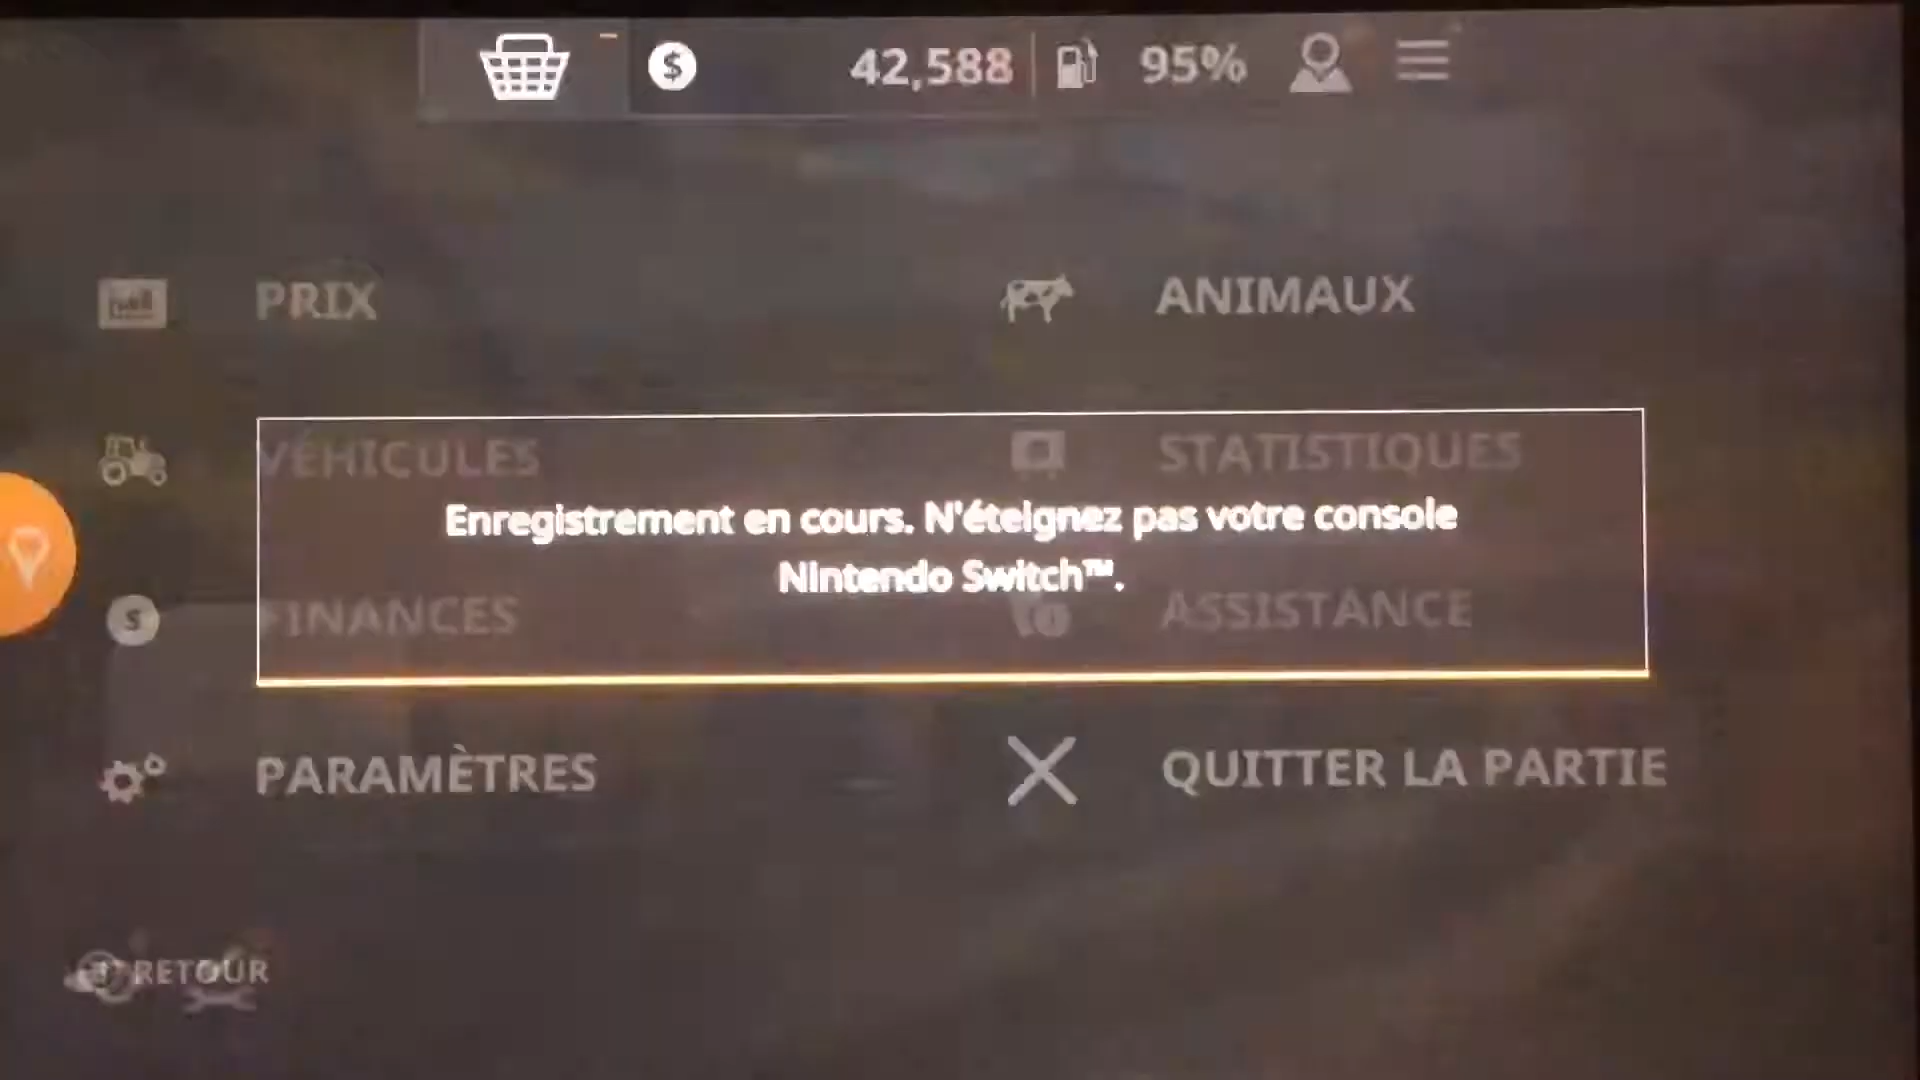 42,588
95%
PRIX
ANIMAUX
VÉHICULES
STATISTIQUES
Enregistrement en cours. N'éteignez pas votre console
Nintendo Switch™.
FINANCES
ASSISTANCE
PARAMÈTRES
QUITTER LA PARTIE
RETOUR